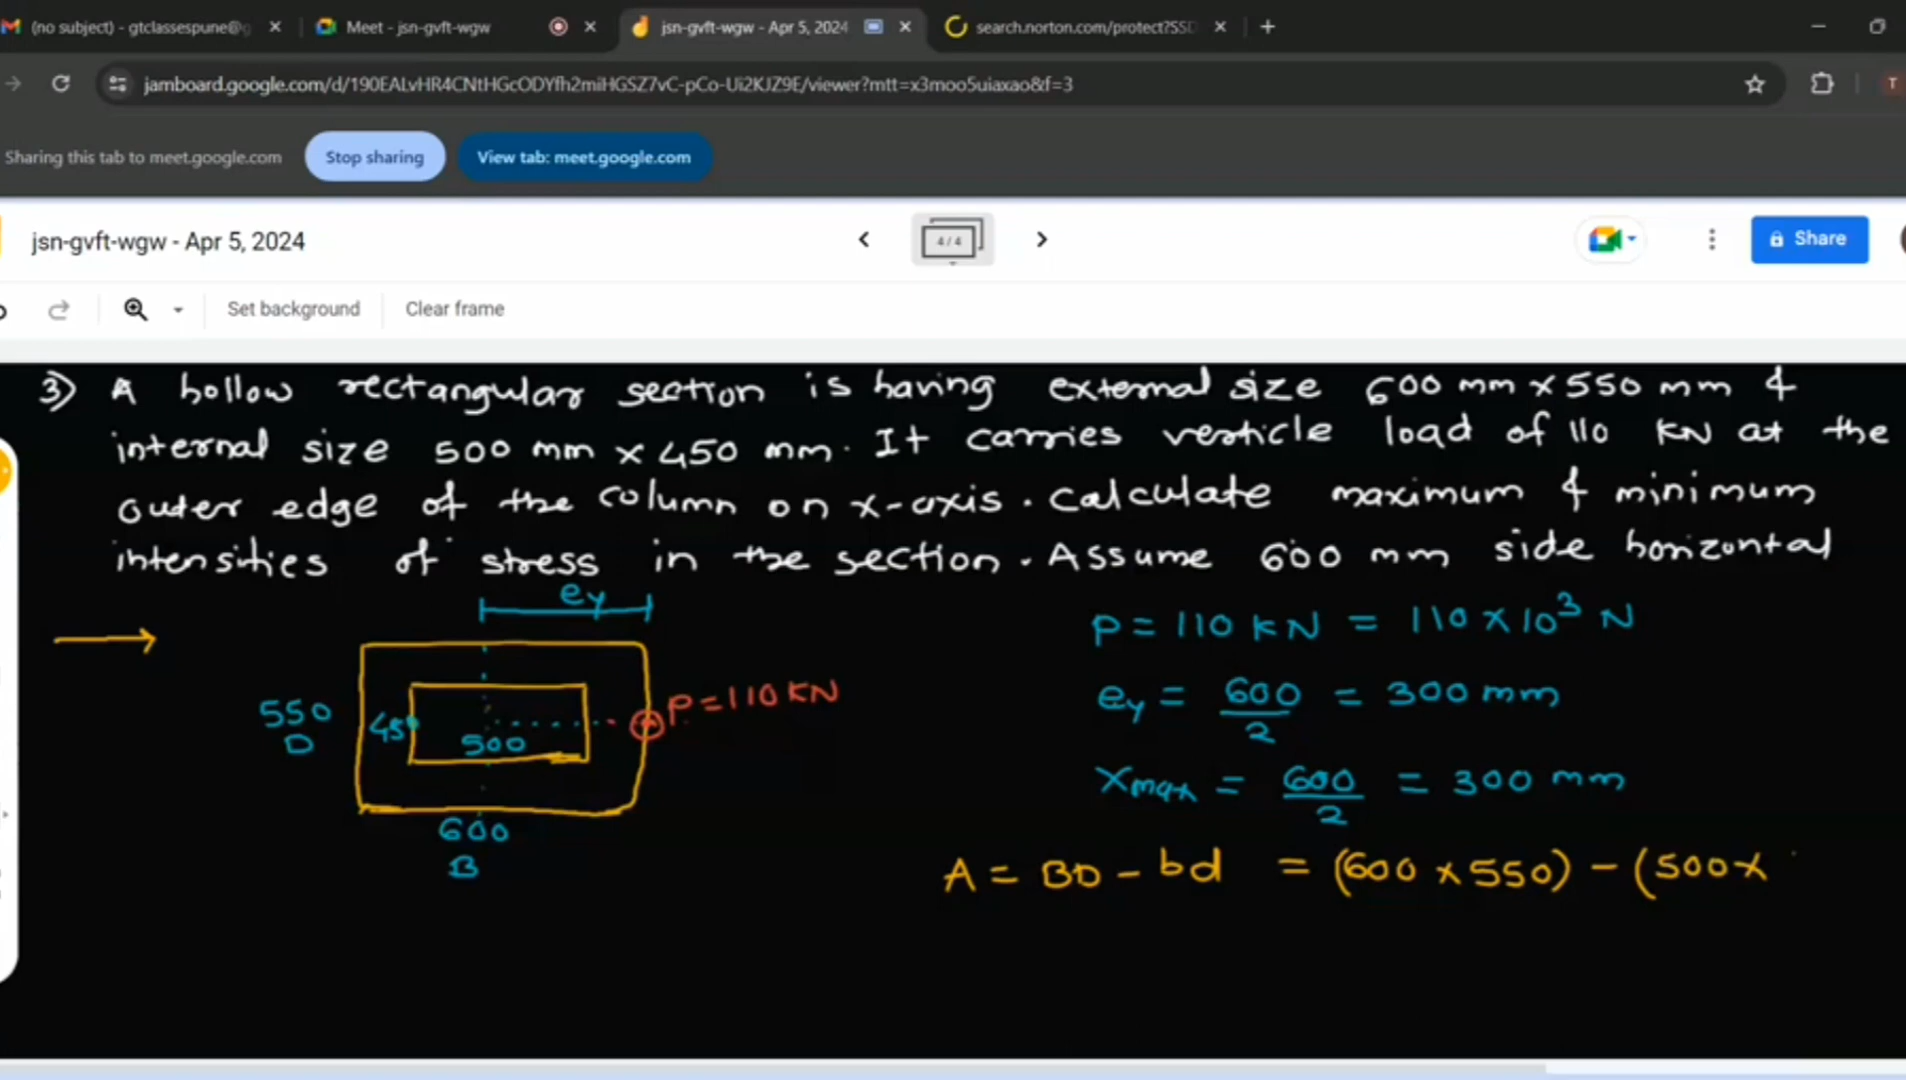 (no subject) - gtclassespune@g
Meet - jsn-gvft-wgw
jsn-gvft-wgw - Apr 5, 2024
search.norton.com/protect?SSD
jamboard.google.com/d/190EALvHR4CNtHGcODYfh2miHGSZ7vC-pCo-Ui2KJZ9E/viewer?mtt=x3moo5uiaxao&f=3
T
Sharing this tab to meet.google.com
Stop sharing
View tab: meet.google.com
jsn-gvft-wgw - Apr 5, 2024
4 / 4
Share
Set background
Clear frame
3) A hollow rectangular section is having external size 600 mm x 550 mm &
internal size 500 mm x 450 mm. It carries verticle load of 110 KN at the
outer edge of the column on x-axis. Calculate maximum & minimum
intensities of stress in the section. Assume 600 mm side horizontal
ey
P = 110 KN = 110 x 10³ N
P = 110 KN
ey = 600/2 = 300 mm
550
D
450
500
Xmax = 600/2 = 300 mm
600
B
A = BD - bd = (600 x 550) - (500 x